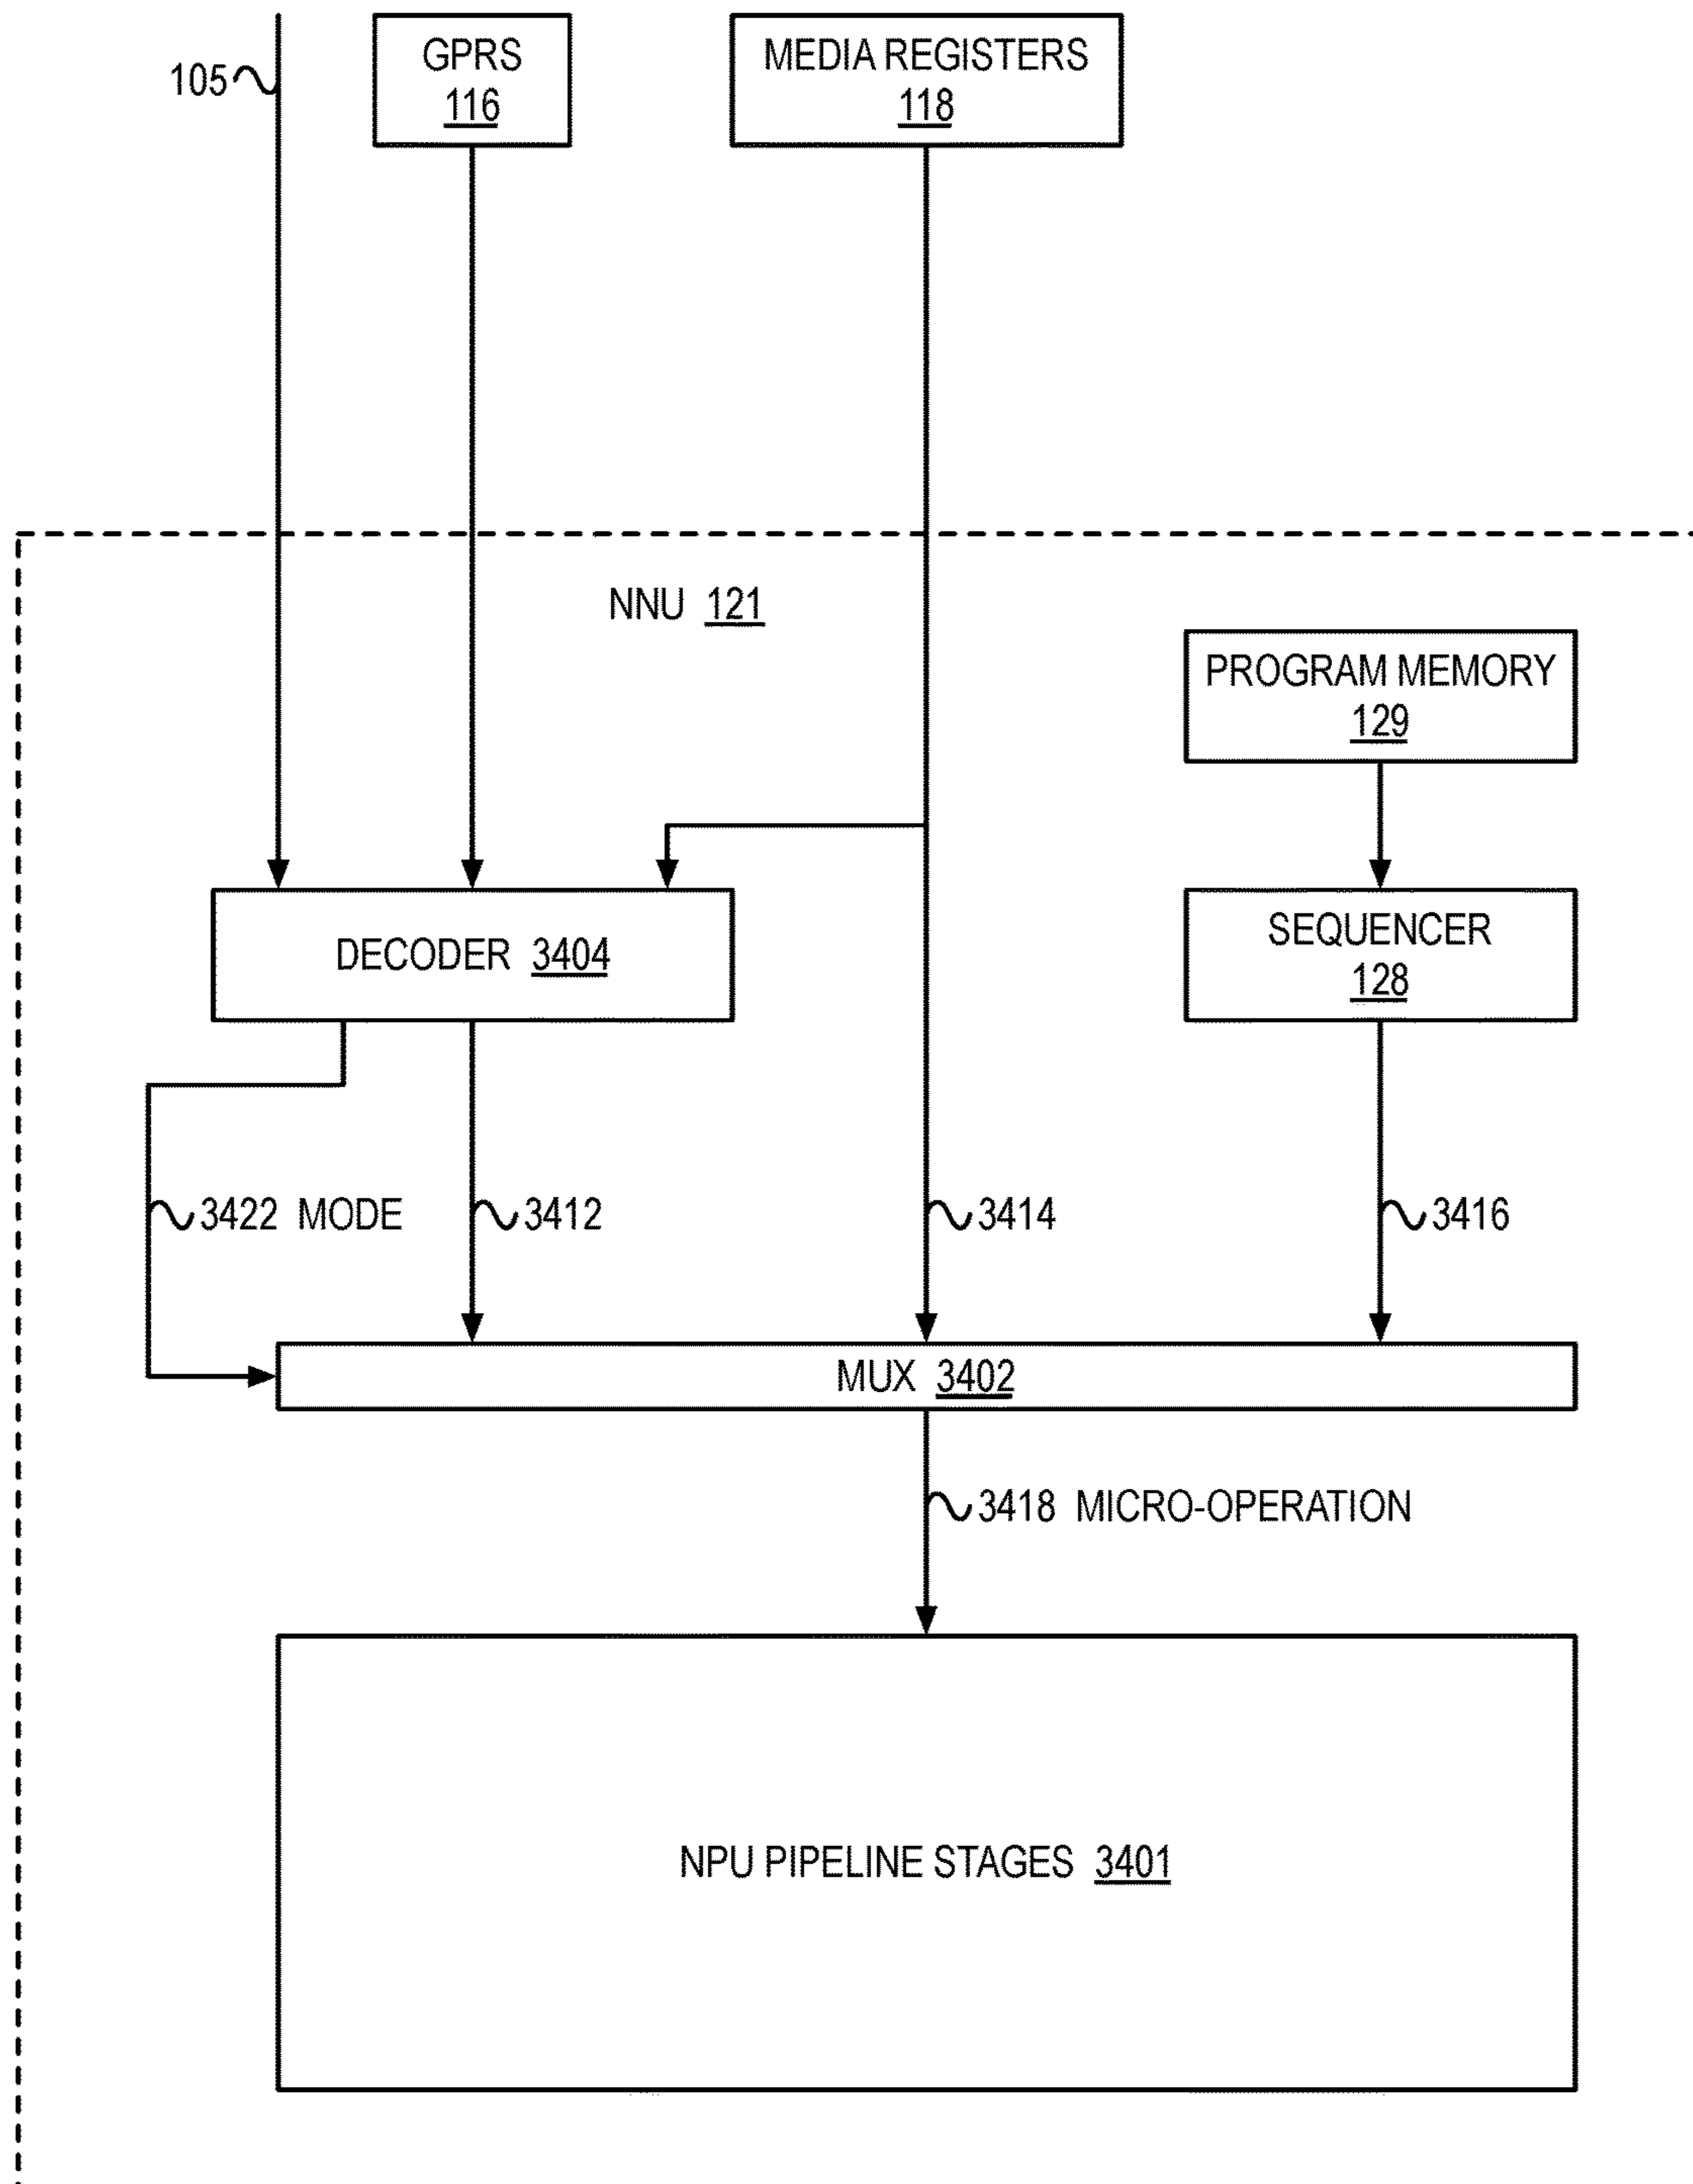 105
GPRS
116
MEDIA REGISTERS
118
NNU 121
PROGRAM MEMORY
129
DECODER 3404
SEQUENCER
128
3422 MODE
3412
3414
3416
MUX 3402
3418 MICRO-OPERATION
NPU PIPELINE STAGES 3401